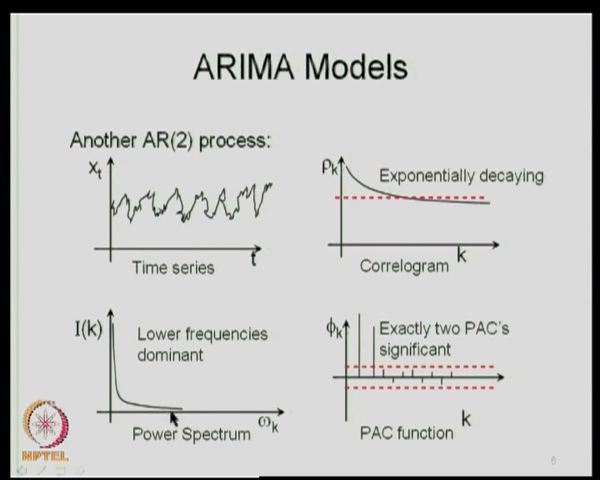 ARIMA Models
Another AR(2) process:
Xt
t
Time series
ρk
Exponentially decaying
k
Correlogram
I(k)
Lower frequencies
dominant
ωk
Power Spectrum
ϕk
Exactly two PAC's
significant
k
PAC function
NPTEL
6